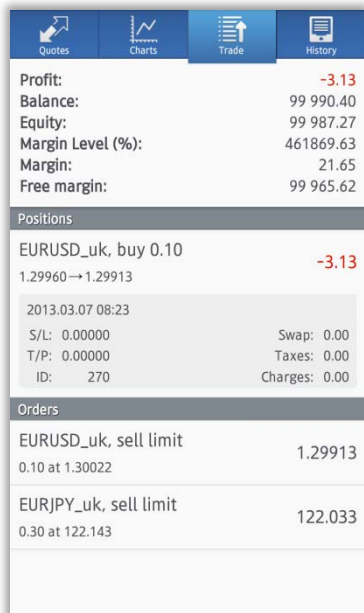 Quotes Charts Trade History
Profit: -3.13
Balance: 99 990.40
Equity: 99 987.27
Margin Level (%): 461869.63
Margin: 21.65
Free margin: 99 965.62
Positions
EURUSD_uk, buy 0.10 -3.13
1.29960→1.29913
2013.03.07 08:23
S/L: 0.00000 Swap: 0.00
T/P: 0.00000 Taxes: 0.00
ID: 270 Charges: 0.00
Orders
EURUSD_uk, sell limit 1.29913
0.10 at 1.30022
EURJPY_uk, sell limit 122.033
0.30 at 122.143